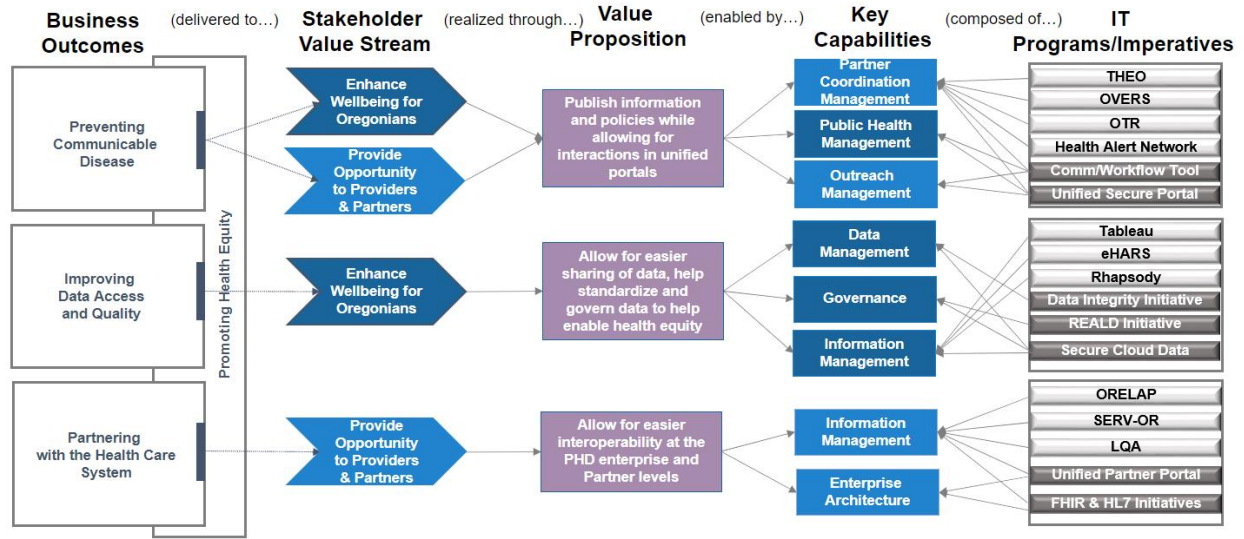 Business
Outcomes
(delivered to…)
Stakeholder
Value Stream
(realized through…)
Value
Proposition
(enabled by…)
Key
Capabilities
(composed of…)
IT
Programs/Imperatives
Promoting Health Equity
Preventing
Communicable
Disease
Enhance
Wellbeing for
Oregonians
Provide
Opportunity
to Providers
& Partners
Publish information
and policies while
allowing for
interactions in unified
portals
Partner
Coordination
Management
Public Health
Management
Outreach
Management
THEO
OVERS
OTR
Health Alert Network
Comm/Workflow Tool
Unified Secure Portal
Improving
Data Access
and Quality
Enhance
Wellbeing for
Oregonians
Allow for easier
sharing of data, help
standardize and
govern data to help
enable health equity
Data
Management
Governance
Information
Management
Tableau
eHARS
Rhapsody
Data Integrity Initiative
REALD Initiative
Secure Cloud Data
Partnering
with the Health Care
System
Provide
Opportunity
to Providers
& Partners
Allow for easier
interoperability at the
PHD enterprise and
Partner levels
Information
Management
Enterprise
Architecture
ORELAP
SERV-OR
LQA
Unified Partner Portal
FHIR & HL7 Initiatives